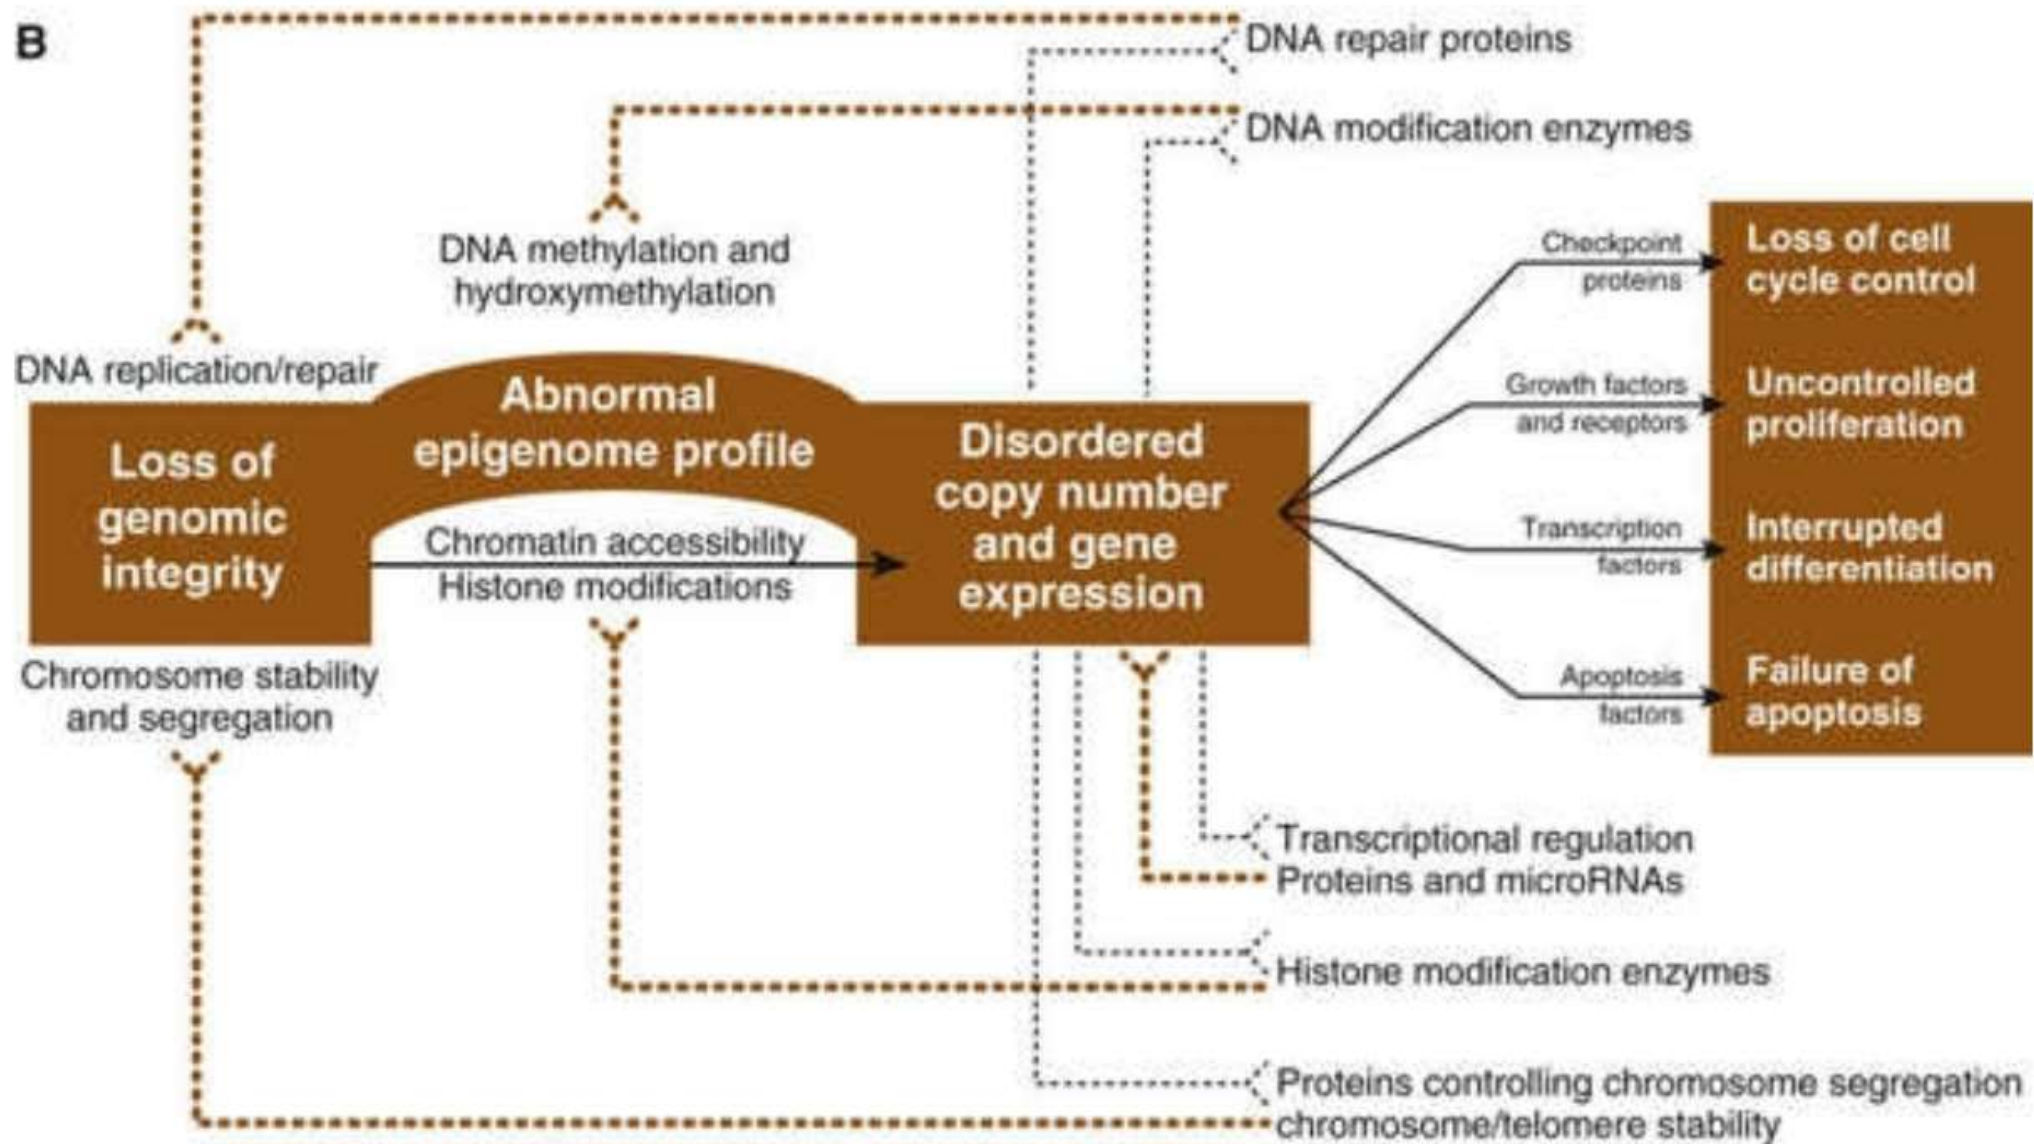 B
DNA repair proteins
DNA modification enzymes
DNA methylation and
hydroxymethylation
DNA replication/repair
Abnormal
epigenome profile
Loss of
genomic
integrity
Chromatin accessibility
Histone modifications
Disordered
copy number
and gene
expression
Chromosome stability
and segregation
Checkpoint
proteins
Loss of cell
cycle control
Growth factors
and receptors
Uncontrolled
proliferation
Transcription
factors
Interrupted
differentiation
Apoptosis
factors
Failure of
apoptosis
Transcriptional regulation
Proteins and microRNAs
Histone modification enzymes
Proteins controlling chromosome segregation
chromosome/telomere stability